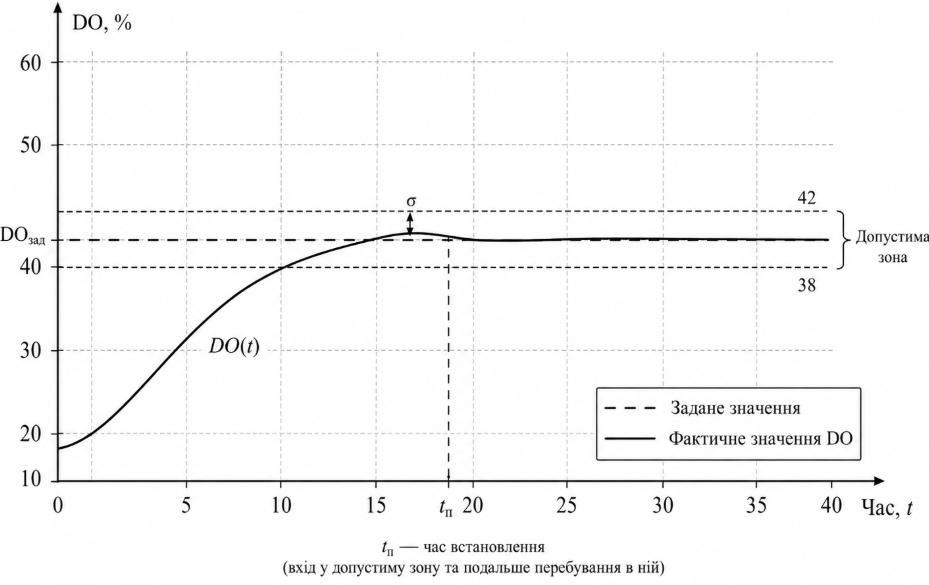 DO, %
60
50
σ
42
DOзад
Допустима
зона
40
38
DO(t)
30
Задане значення
Фактичне значення DO
20
10
0 5 10 15 tп 20 25 30 35 40 Час, t
tп — час встановлення
(вхід у допустиму зону та подальше перебування в ній)